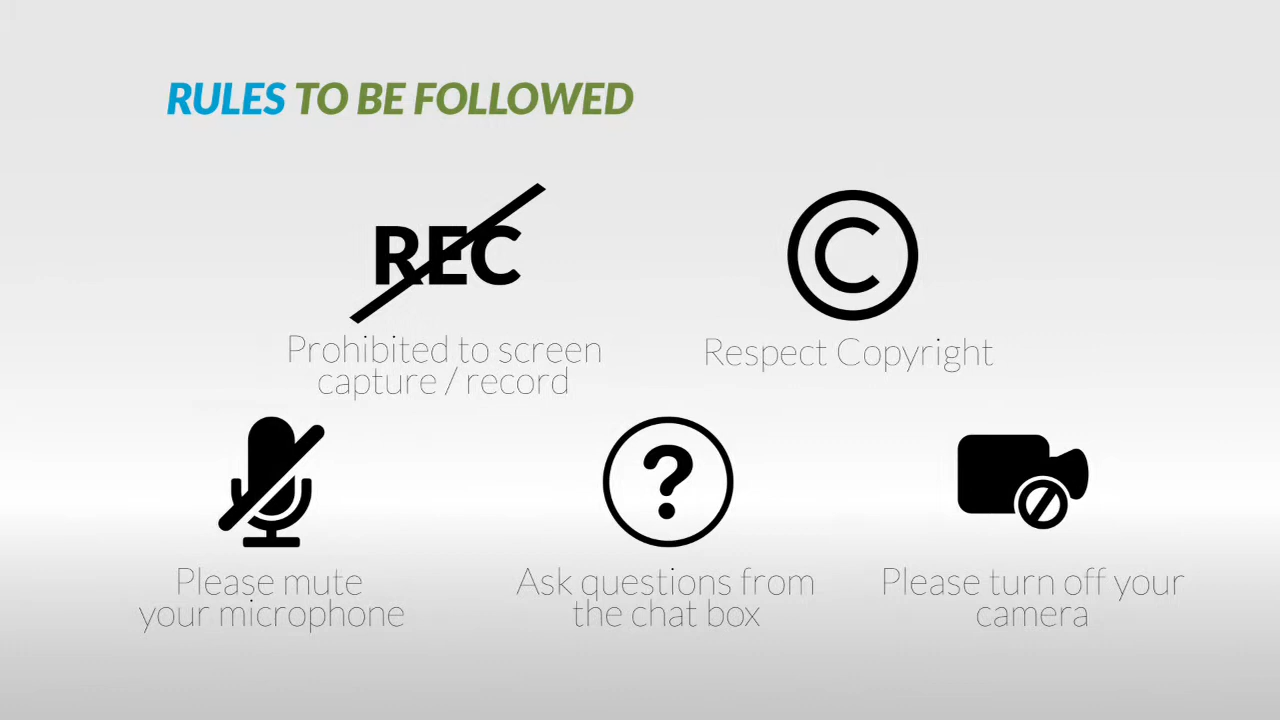 RULES TO BE FOLLOWED
REC
Prohibited to screen
capture / record
Respect Copyright
Please mute
your microphone
Ask questions from
the chat box
Please turn off your
camera